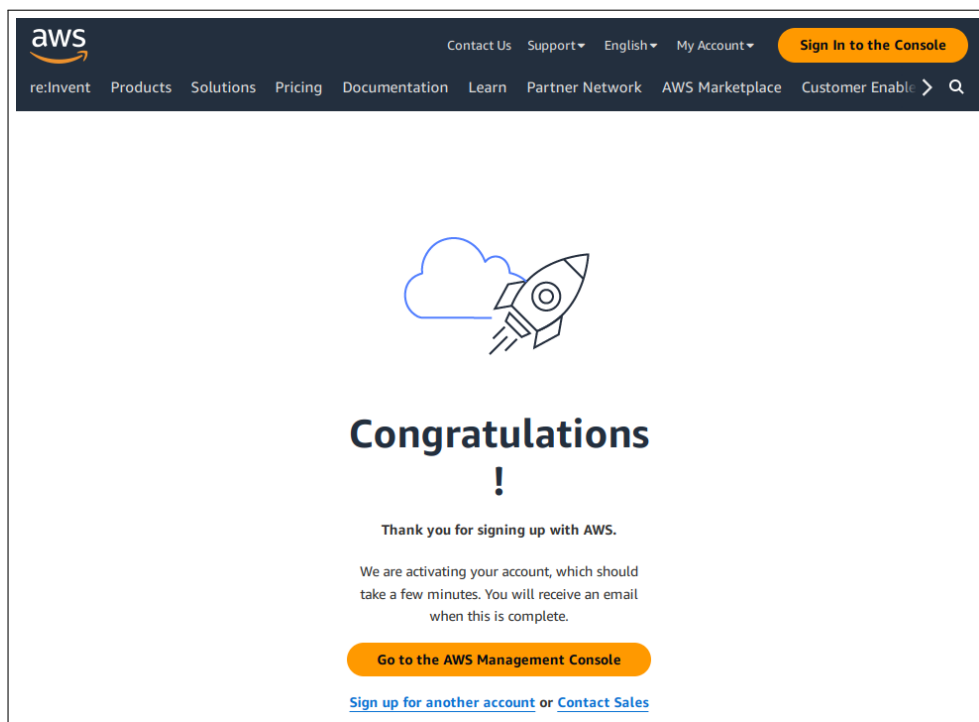 aws
Contact Us Support English My Account Sign In to the Console
re:Invent Products Solutions Pricing Documentation Learn Partner Network AWS Marketplace Customer Enable
Congratulations
!
Thank you for signing up with AWS.
We are activating your account, which should
take a few minutes. You will receive an email
when this is complete.
Go to the AWS Management Console
Sign up for another account or Contact Sales